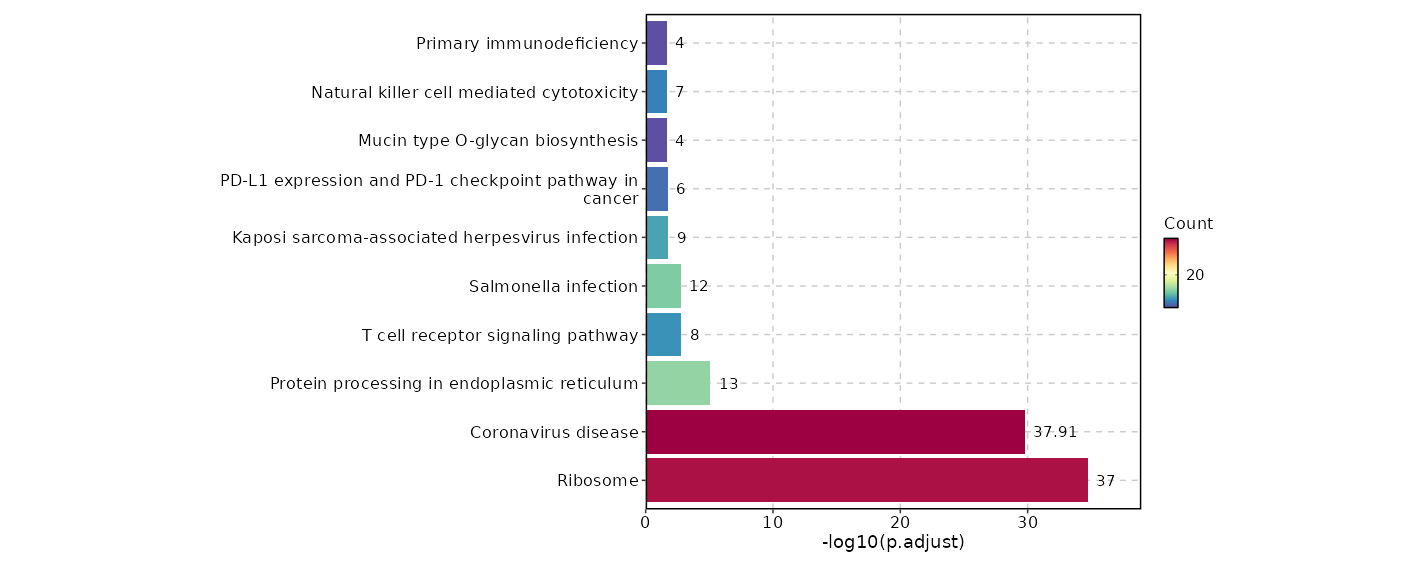 Primary immunodeficiency
4
Natural killer cell mediated cytotoxicity
7
Mucin type O-glycan biosynthesis
4
PD-L1 expression and PD-1 checkpoint pathway in
cancer
6
Kaposi sarcoma-associated herpesvirus infection
9
Salmonella infection
12
T cell receptor signaling pathway
8
Protein processing in endoplasmic reticulum
13
Coronavirus disease
37.91
Ribosome
37
0 10 20 30
-log10(p.adjust)
Count
20